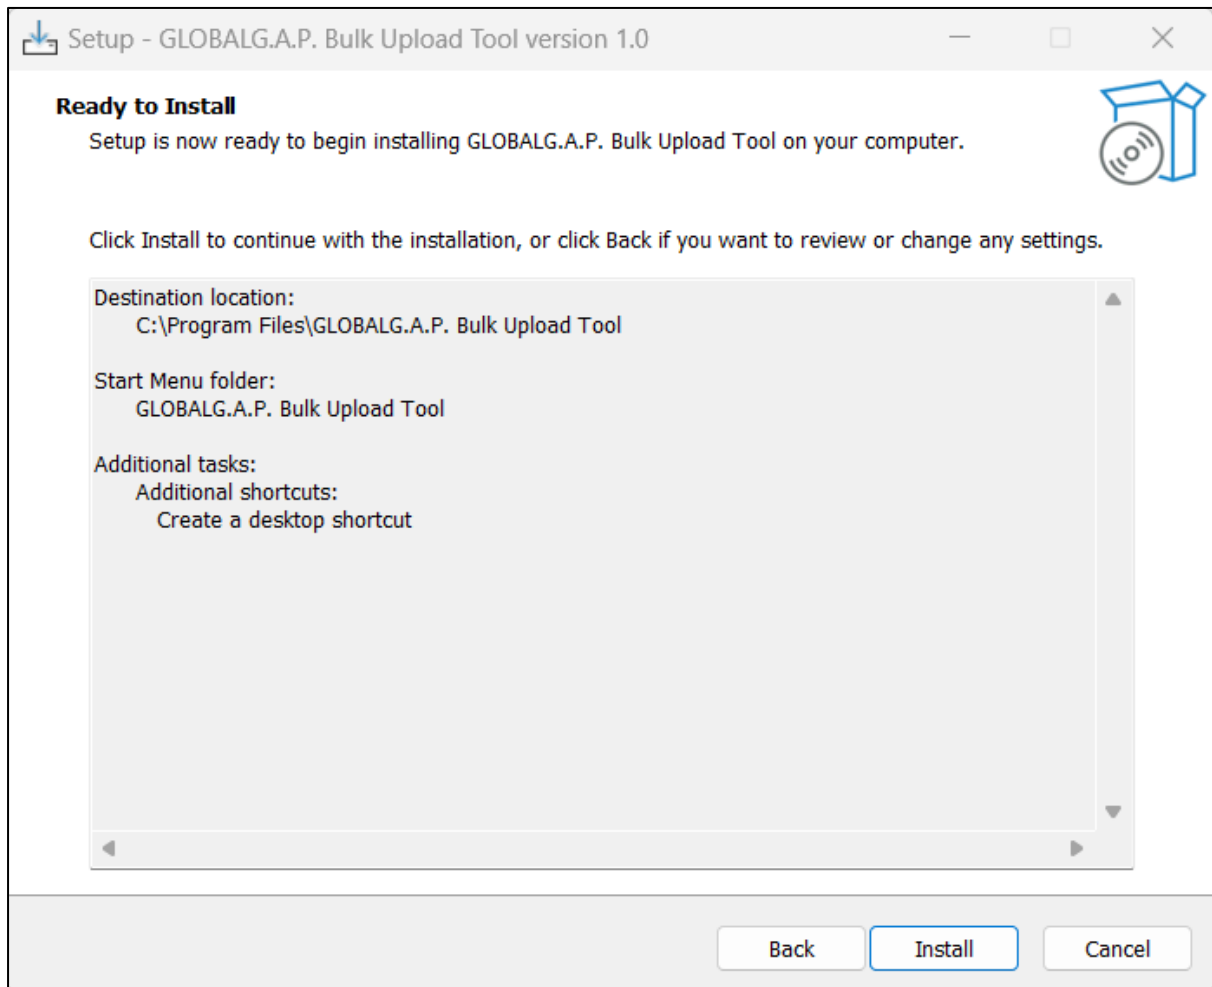 Setup - GLOBALG.A.P. Bulk Upload Tool version 1.0
Ready to Install
Setup is now ready to begin installing GLOBALG.A.P. Bulk Upload Tool on your computer.
Click Install to continue with the installation, or click Back if you want to review or change any settings.
Destination location:
C:\Program Files\GLOBALG.A.P. Bulk Upload Tool
Start Menu folder:
GLOBALG.A.P. Bulk Upload Tool
Additional tasks:
Additional shortcuts:
Create a desktop shortcut
Back Install Cancel